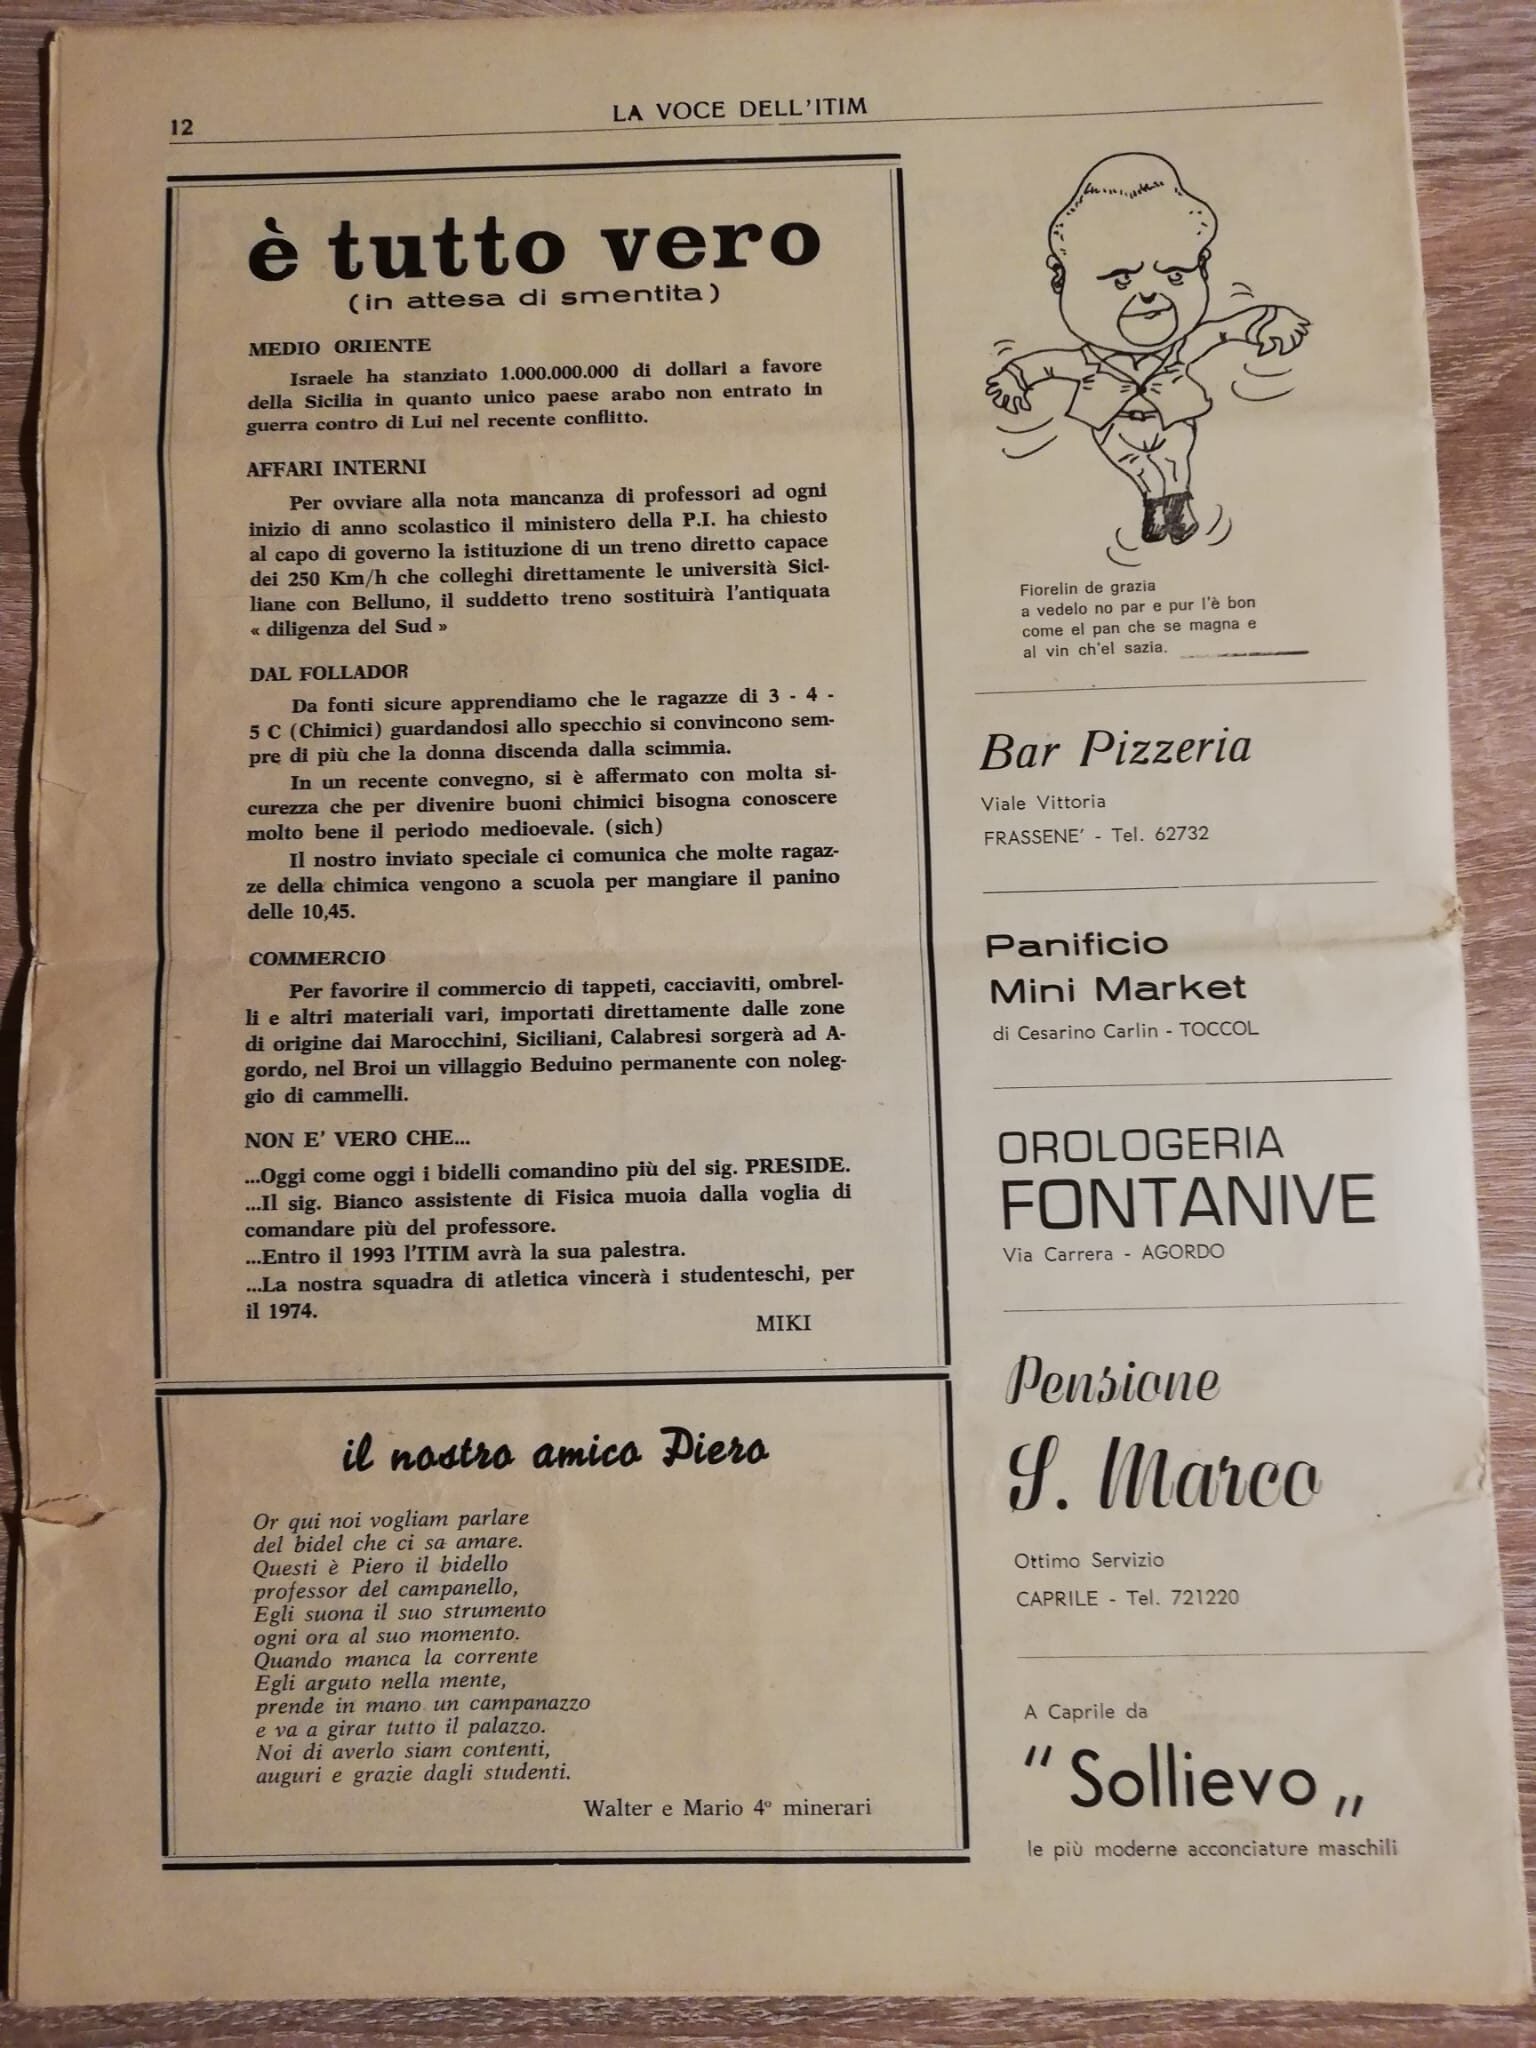 12
LA VOCE DELL'ITIM
è tutto vero
(in attesa di smentita)
MEDIO ORIENTE
Israele ha stanziato 1.000.000.000 di dollari a favore
della Sicilia in quanto unico paese arabo non entrato in
guerra contro di Lui nel recente conflitto.
AFFARI INTERNI
Per ovviare alla nota mancanza di professori ad ogni
inizio di anno scolastico il ministero della P.I. ha chiesto
al capo di governo la istituzione di un treno diretto capace
dei 250 Km/h che colleghi direttamente le università Sici-
liane con Belluno, il suddetto treno sostituirà l'antiquata
« diligenza del Sud »
DAL FOLLADOR
Da fonti sicure apprendiamo che le ragazze di 3 - 4 -
5 C (Chimici) guardandosi allo specchio si convincono sem-
pre di più che la donna discenda dalla scimmia.
In un recente convegno, si è affermato con molta si-
curezza che per divenire buoni chimici bisogna conoscere
molto bene il periodo medioevale. (sich)
Il nostro inviato speciale ci comunica che molte ragaz-
ze della chimica vengono a scuola per mangiare il panino
delle 10,45.
COMMERCIO
Per favorire il commercio di tappeti, cacciaviti, ombrel-
li e altri materiali vari, importati direttamente dalle zone
di origine dai Marocchini, Siciliani, Calabresi sorgerà ad A-
gordo, nel Broi un villaggio Beduino permanente con noleg-
gio di cammelli.
NON E' VERO CHE...
...Oggi come oggi i bidelli comandino più del sig. PRESIDE.
...Il sig. Bianco assistente di Fisica muoia dalla voglia di
comandare più del professore.
...Entro il 1993 l'ITIM avrà la sua palestra.
...La nostra squadra di atletica vincerà i studenteschi, per
il 1974.
MIKI
il nostro amico Piero
Or qui noi vogliam parlare
del bidel che ci sa amare.
Questi è Piero il bidello
professor del campanello,
Egli suona il suo strumento
ogni ora al suo momento.
Quando manca la corrente
Egli arguto nella mente,
prende in mano un campanazzo
e va a girar tutto il palazzo.
Noi di averlo siam contenti,
auguri e grazie dagli studenti.
Walter e Mario 4º minerari
Fiorelin de grazia
a vedelo no par e pur l'è bon
come el pan che se magna e
al vin ch'el sazia.
Bar Pizzeria
Viale Vittoria
FRASSENE' - Tel. 62732
Panificio
Mini Market
di Cesarino Carlin - TOCCOL
OROLOGERIA
FONTANIVE
Via Carrera - AGORDO
Pensione
S. Marco
Ottimo Servizio
CAPRILE - Tel. 721220
A Caprile da
“Sollievo„
le più moderne acconciature maschili